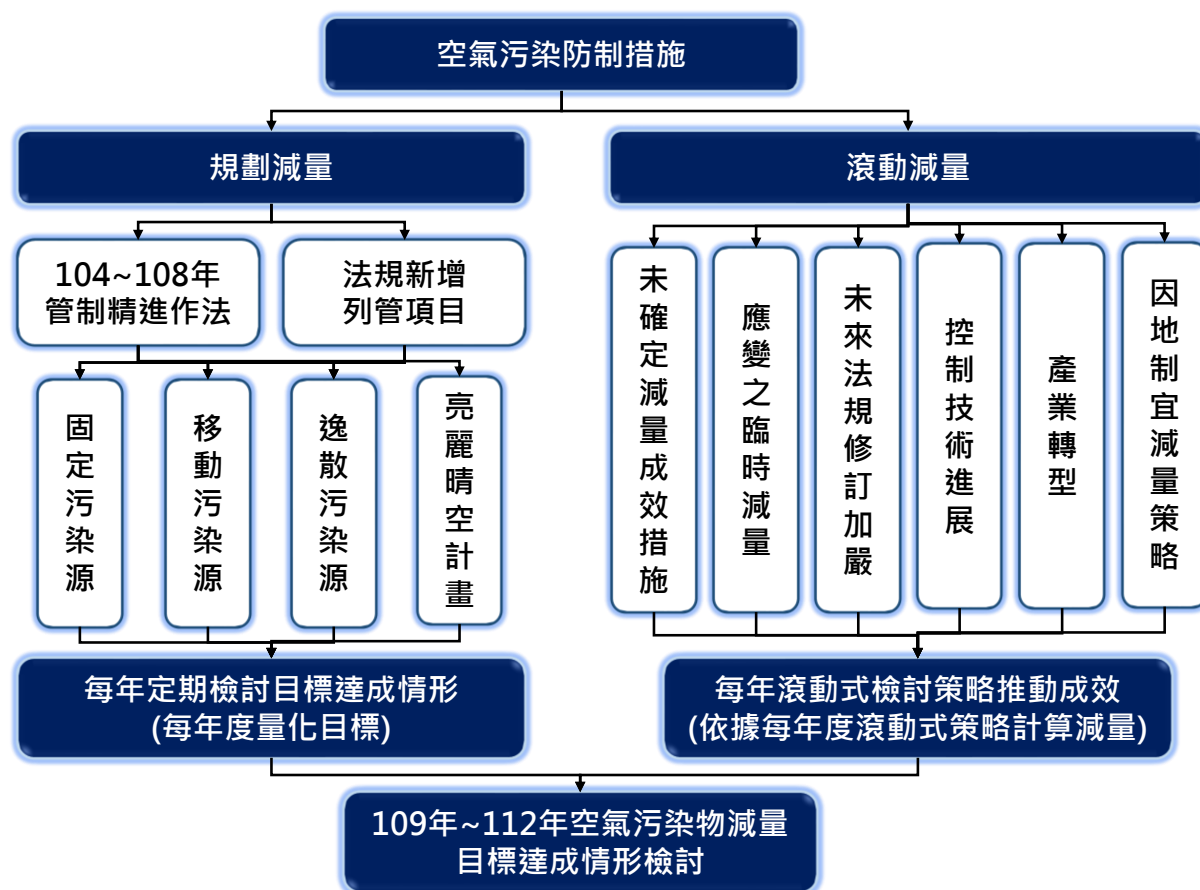 空氣污染防制措施
規劃減量
滾動減量
104~108年
管制精進作法
法規新增
列管項目
固定污染源
移動污染源
逸散污染源
亮麗晴空計畫
未確定減量成效措施
應變之臨時減量
未來法規修訂加嚴
控制技術進展
產業轉型
因地制宜減量策略
每年定期檢討目標達成情形
(每年度量化目標)
每年滾動式檢討策略推動成效
(依據每年度滾動式策略計算減量)
109年~112年空氣污染物減量
目標達成情形檢討